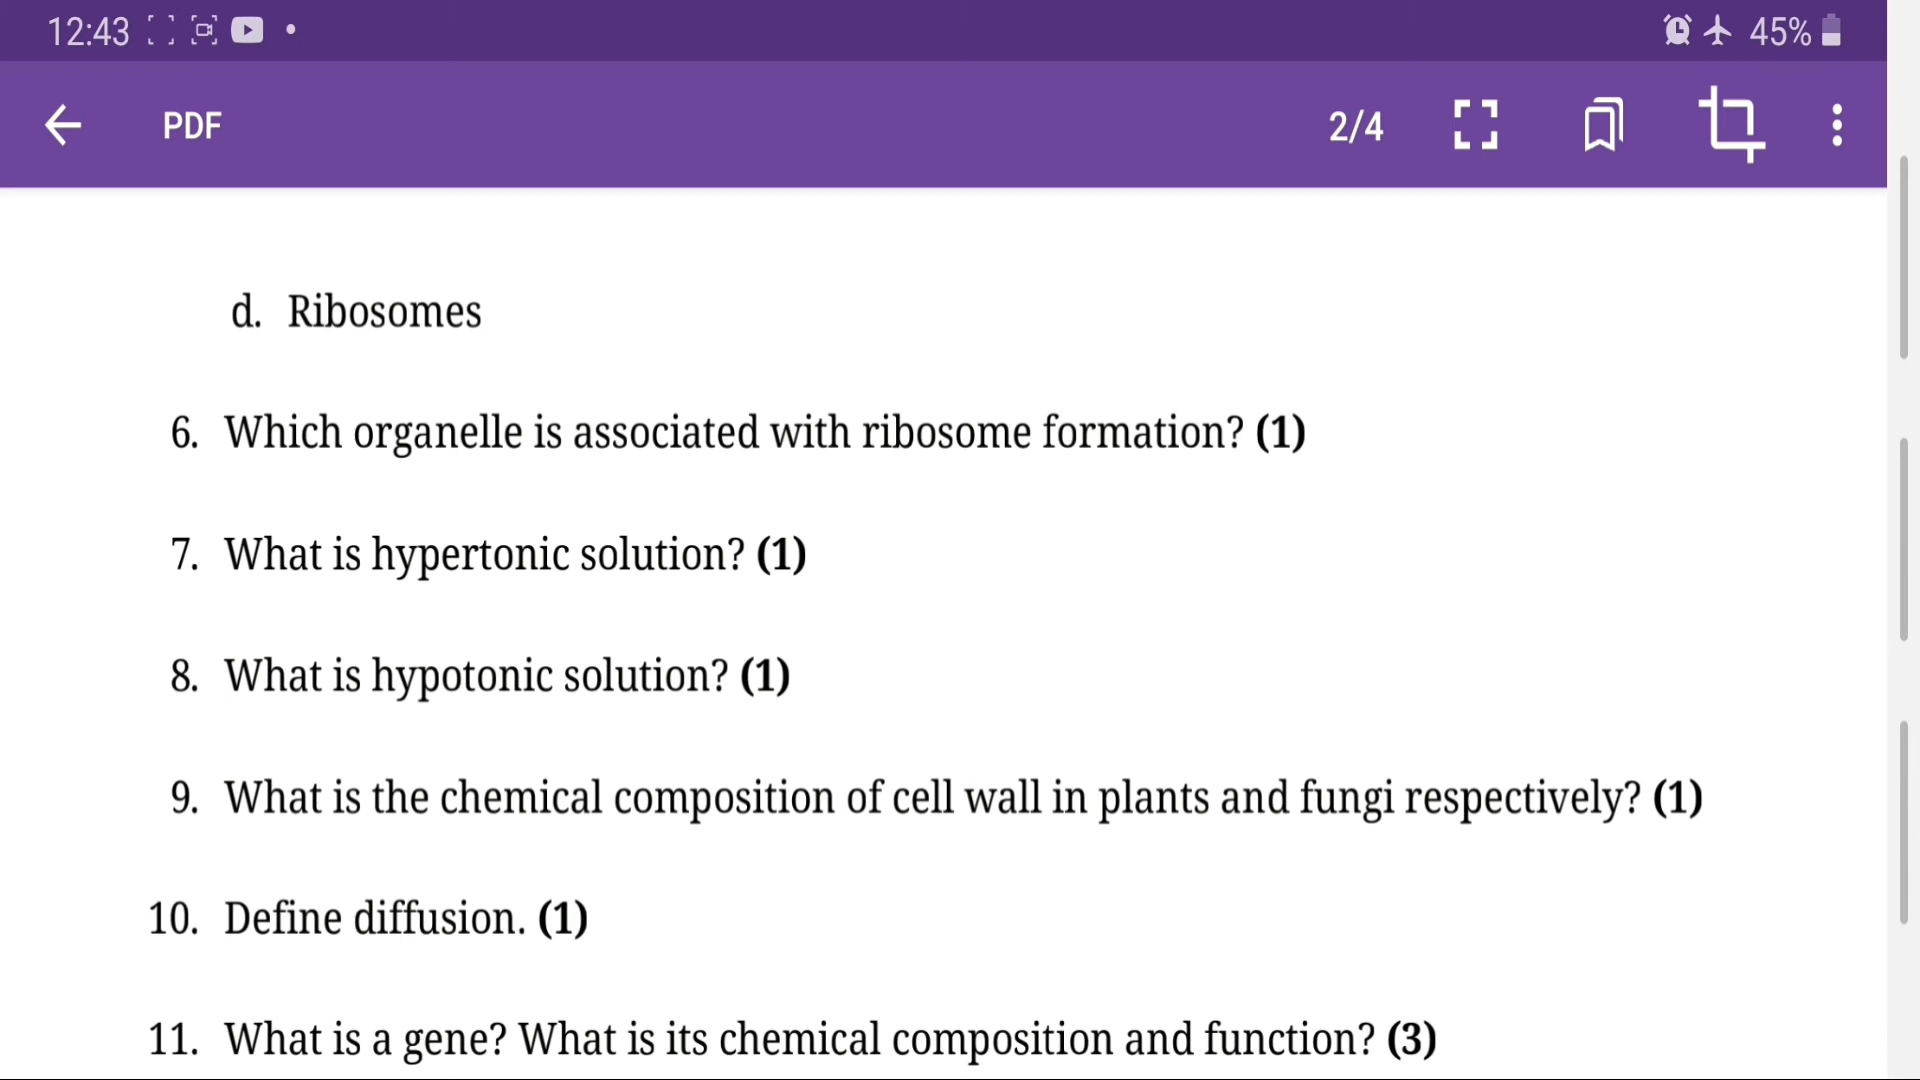 12:43 45%
PDF 2/4
d. Ribosomes
6. Which organelle is associated with ribosome formation? (1)
7. What is hypertonic solution? (1)
8. What is hypotonic solution? (1)
9. What is the chemical composition of cell wall in plants and fungi respectively? (1)
10. Define diffusion. (1)
11. What is a gene? What is its chemical composition and function? (3)